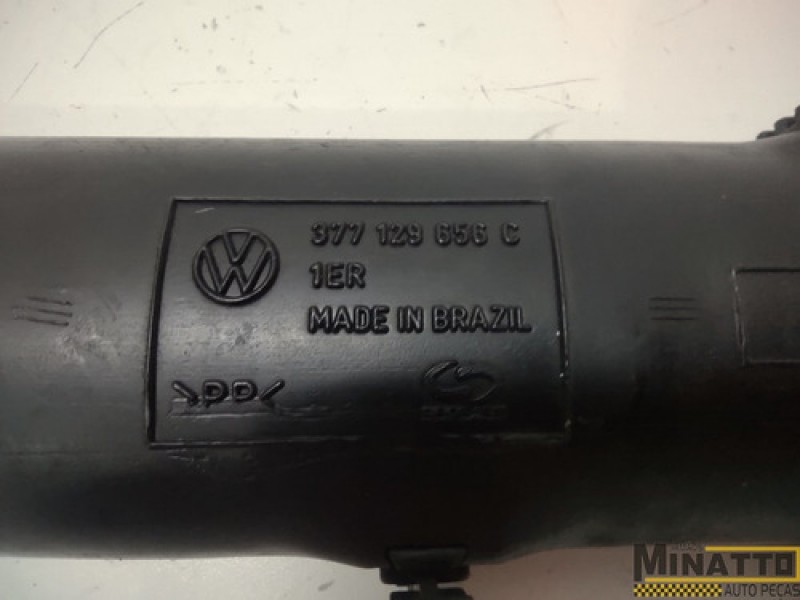 377 129 656 C
1ER
MADE IN BRAZIL
>PP<
MINATTO
AUTO PEÇAS